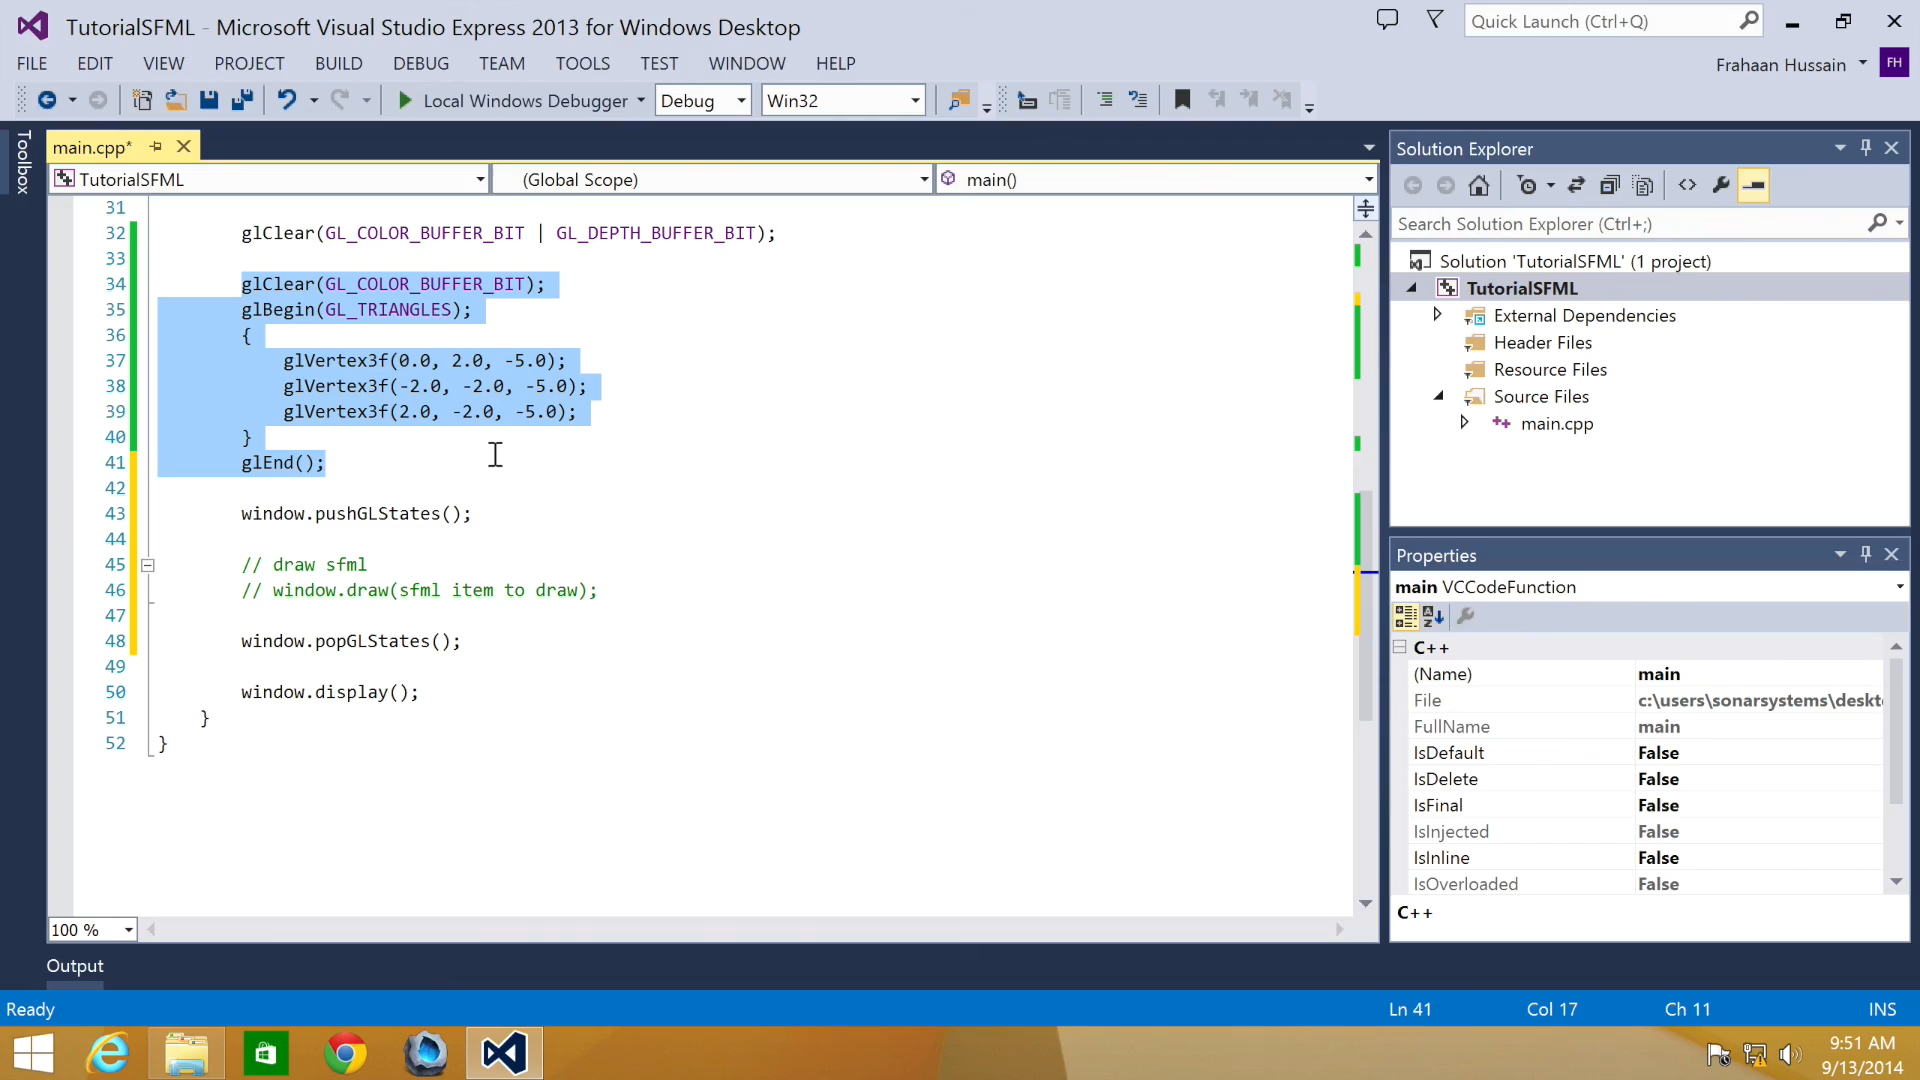 TutorialSFML - Microsoft Visual Studio Express 2013 for Windows Desktop
Quick Launch (Ctrl+Q)
FILE EDIT VIEW PROJECT BUILD DEBUG TEAM TOOLS TEST WINDOW HELP
Frahaan Hussain FH
Local Windows Debugger Debug Win32
Toolbox
main.cpp*
TutorialSFML (Global Scope) main()
31
32 glClear(GL_COLOR_BUFFER_BIT | GL_DEPTH_BUFFER_BIT);
33
34 glClear(GL_COLOR_BUFFER_BIT);
35 glBegin(GL_TRIANGLES);
36 {
37 glVertex3f(0.0, 2.0, -5.0);
38 glVertex3f(-2.0, -2.0, -5.0);
39 glVertex3f(2.0, -2.0, -5.0);
40 }
41 glEnd();
42
43 window.pushGLStates();
44
45 // draw sfml
46 // window.draw(sfml item to draw);
47
48 window.popGLStates();
49
50 window.display();
51 }
52 }
100 %
Solution Explorer
Search Solution Explorer (Ctrl+;)
Solution 'TutorialSFML' (1 project)
TutorialSFML
External Dependencies
Header Files
Resource Files
Source Files
main.cpp
Properties
main VCCodeFunction
C++
(Name) main
File c:\users\sonarsystems\deskt
FullName main
IsDefault False
IsDelete False
IsFinal False
IsInjected False
IsInline False
IsOverloaded False
C++
Output
Ready Ln 41 Col 17 Ch 11 INS
9:51 AM
9/13/2014